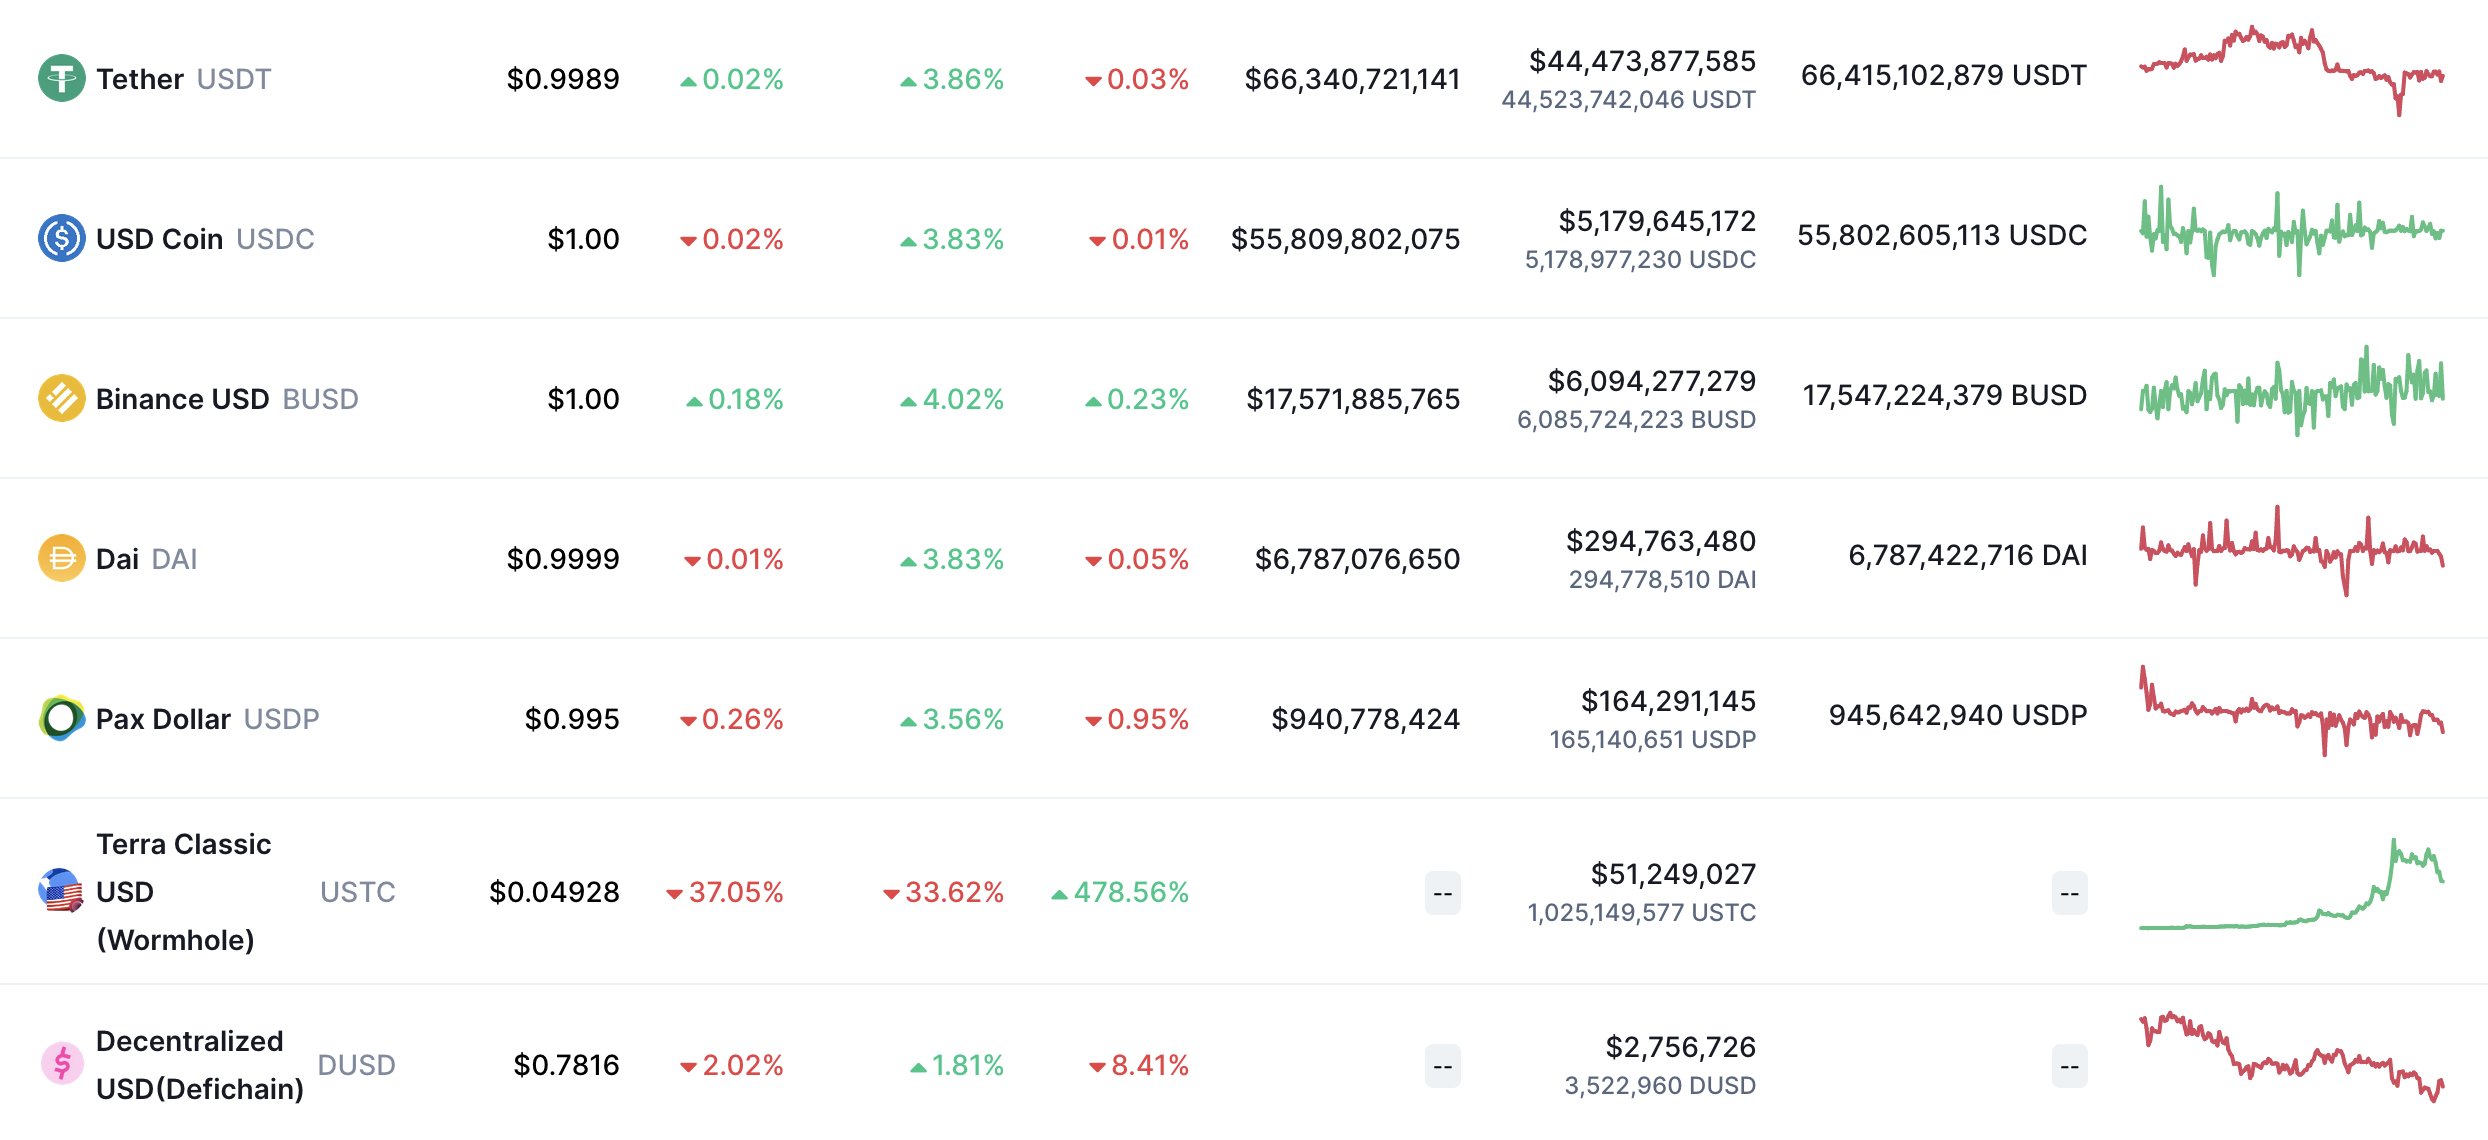 Tether USDT $0.9989 0.02% 3.86% 0.03% $66,340,721,141 $44,473,877,585 66,415,102,879 USDT
44,523,742,046 USDT
USD Coin USDC $1.00 0.02% 3.83% 0.01% $55,809,802,075 $5,179,645,172 55,802,605,113 USDC
5,178,977,230 USDC
Binance USD BUSD $1.00 0.18% 4.02% 0.23% $17,571,885,765 $6,094,277,279 17,547,224,379 BUSD
6,085,724,223 BUSD
Dai DAI $0.9999 0.01% 3.83% 0.05% $6,787,076,650 $294,763,480 6,787,422,716 DAI
294,778,510 DAI
Pax Dollar USDP $0.995 0.26% 3.56% 0.95% $940,778,424 $164,291,145 945,642,940 USDP
165,140,651 USDP
Terra Classic
USD
(Wormhole)
USTC $0.04928 37.05% 33.62% 478.56% -- $51,249,027 --
1,025,149,577 USTC
Decentralized
USD(Defichain)
DUSD $0.7816 2.02% 1.81% 8.41% -- $2,756,726 --
3,522,960 DUSD